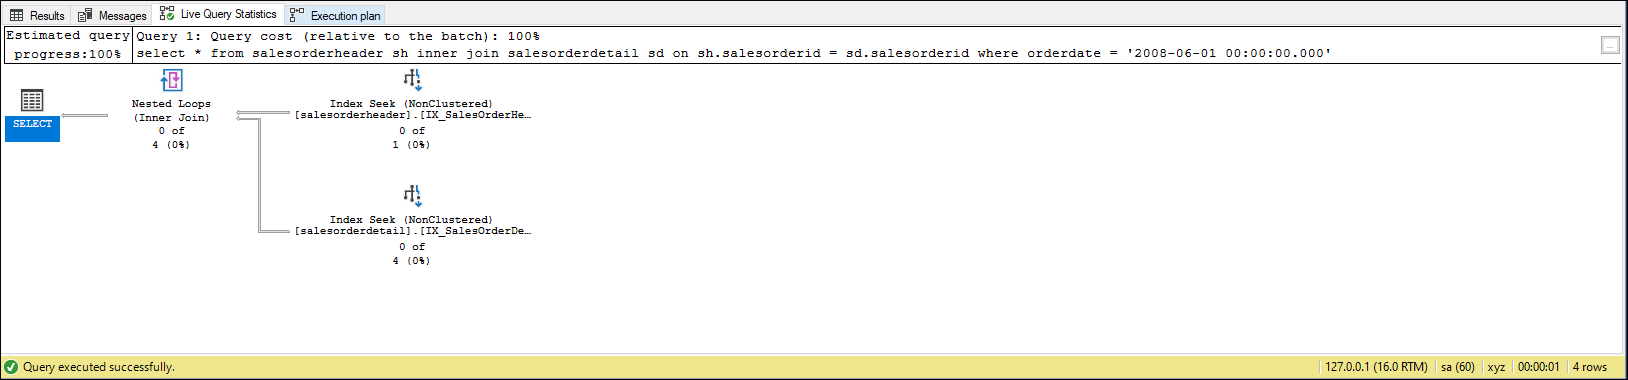 Results Messages Live Query Statistics Execution plan
Estimated query
progress:100%
Query 1: Query cost (relative to the batch): 100%
select * from salesorderheader sh inner join salesorderdetail sd on sh.salesorderid = sd.salesorderid where orderdate = '2008-06-01 00:00:00.000'
...
SELECT
Nested Loops
(Inner Join)
0 of
4 (0%)
Index Seek (NonClustered)
[salesorderheader].[IX_SalesOrderHe…
0 of
1 (0%)
Index Seek (NonClustered)
[salesorderdetail].[IX_SalesOrderDe…
0 of
4 (0%)
Query executed successfully. 127.0.0.1 (16.0 RTM) sa (60) xyz 00:00:01 4 rows